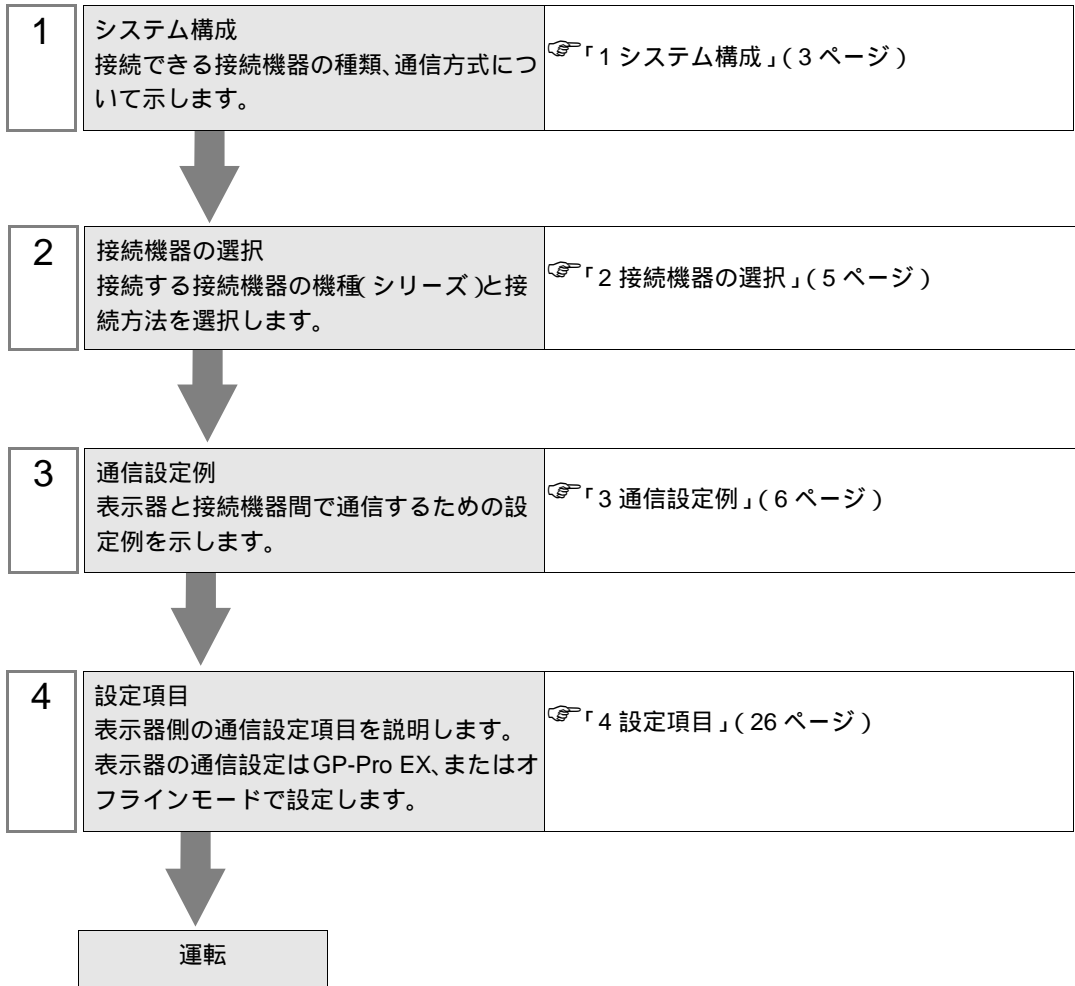 1
システム構成
接続できる接続機器の種類、通信方式につ
いて示します。
☞「1 システム構成」(3 ページ)
2
接続機器の選択
接続する接続機器の機種(シリーズ)と接
続方法を選択します。
☞「2 接続機器の選択」(5 ページ)
3
通信設定例
表示器と接続機器間で通信するための設
定例を示します。
☞「3 通信設定例」(6 ページ)
4
設定項目
表示器側の通信設定項目を説明します。
表示器の通信設定はGP-Pro EX、またはオ
フラインモードで設定します。
☞「4 設定項目」(26 ページ)
運転